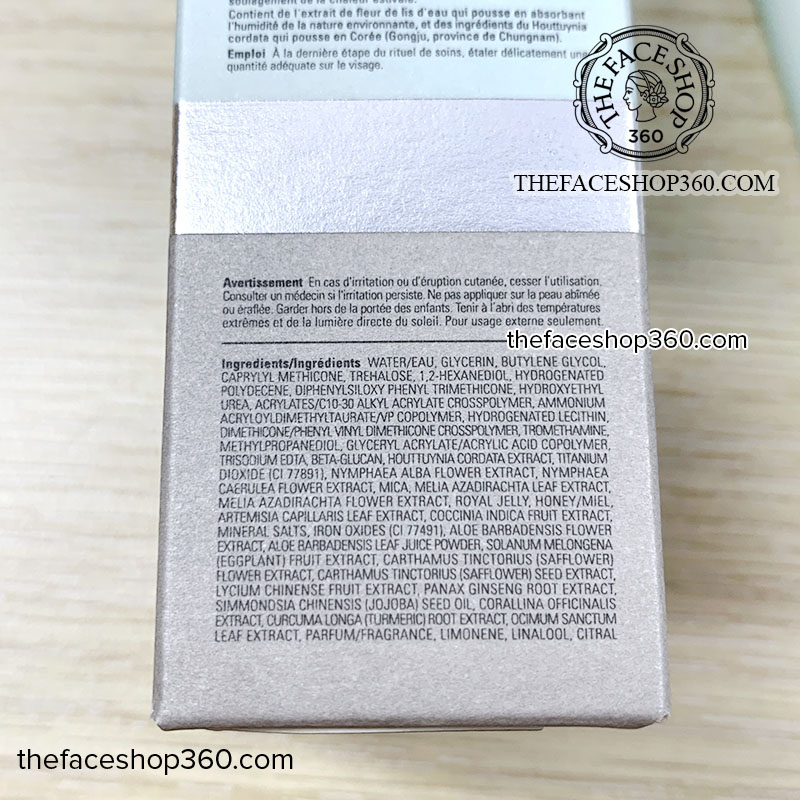 soulagement de la chaleur estivale.
Contient de l'extrait de fleur de lis d'eau qui pousse en absorbant
l'humidité de la nature environnante, et des ingrédients du Houttuynia
cordata qui pousse en Corée (Gongju, province de Chungnam).
Emploi À la dernière étape du rituel de soins, étaler délicatement une
quantité adéquate sur le visage.
THE FACE SHOP
360
THEFACESHOP360.COM
Avertissement En cas d'irritation ou d'éruption cutanée, cesser l'utilisation.
Consulter un médecin si l'irritation persiste. Ne pas appliquer sur la peau abîmée
ou éraflée. Garder hors de la portée des enfants. Tenir à l'abri des températures
extrêmes et de la lumière directe du soleil. Pour usage externe seulement.
thefaceshop360.com
Ingredients/Ingrédients WATER/EAU, GLYCERIN, BUTYLENE GLYCOL,
CAPRYLYL METHICONE, TREHALOSE, 1,2-HEXANEDIOL, HYDROGENATED
POLYDECENE, DIPHENYLSILOXY PHENYL TRIMETHICONE, HYDROXYETHYL
UREA, ACRYLATES/C10-30 ALKYL ACRYLATE CROSSPOLYMER, AMMONIUM
ACRYLOYLDIMETHYLTAURATE/VP COPOLYMER, HYDROGENATED LECITHIN,
DIMETHICONE/PHENYL VINYL DIMETHICONE CROSSPOLYMER, TROMETHAMINE,
METHYLPROPANEDIOL, GLYCERYL ACRYLATE/ACRYLIC ACID COPOLYMER,
TRISODIUM EDTA, BETA-GLUCAN, HOUTTUYNIA CORDATA EXTRACT, TITANIUM
DIOXIDE (CI 77891), NYMPHAEA ALBA FLOWER EXTRACT, NYMPHAEA
CAERULEA FLOWER EXTRACT, MICA, MELIA AZADIRACHTA LEAF EXTRACT,
MELIA AZADIRACHTA FLOWER EXTRACT, ROYAL JELLY, HONEY/MIEL,
ARTEMISIA CAPILLARIS LEAF EXTRACT, COCCINIA INDICA FRUIT EXTRACT,
MINERAL SALTS, IRON OXIDES (CI 77491), ALOE BARBADENSIS FLOWER
EXTRACT, ALOE BARBADENSIS LEAF JUICE POWDER, SOLANUM MELONGENA
(EGGPLANT) FRUIT EXTRACT, CARTHAMUS TINCTORIUS (SAFFLOWER)
FLOWER EXTRACT, CARTHAMUS TINCTORIUS (SAFFLOWER) SEED EXTRACT,
LYCIUM CHINENSE FRUIT EXTRACT, PANAX GINSENG ROOT EXTRACT,
SIMMONDSIA CHINENSIS (JOJOBA) SEED OIL, CORALLINA OFFICINALIS
EXTRACT, CURCUMA LONGA (TURMERIC) ROOT EXTRACT, OCIMUM SANCTUM
LEAF EXTRACT, PARFUM/FRAGRANCE, LIMONENE, LINALOOL, CITRAL
thefaceshop360.com